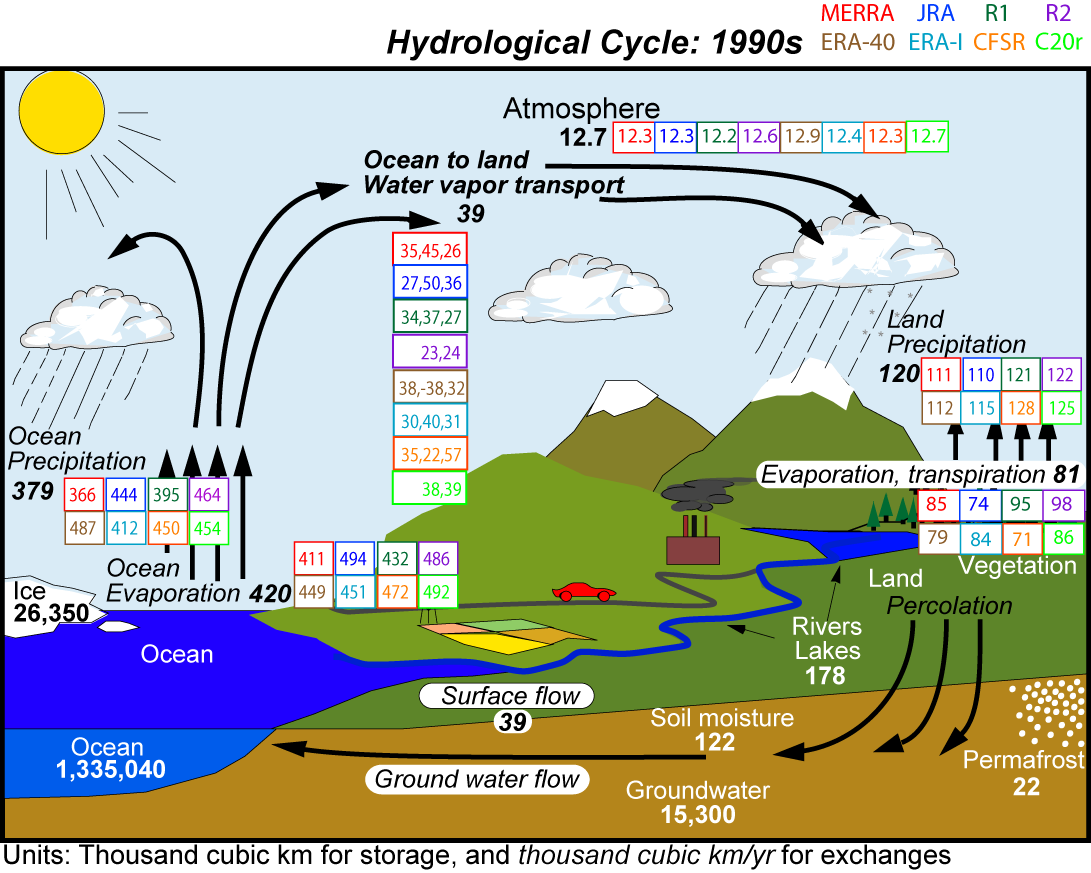 MERRA JRA R1 R2
Hydrological Cycle: 1990s ERA-40 ERA-I CFSR C20r
Atmosphere
12.7 12.3 12.3 12.2 12.6 12.9 12.4 12.3 12.7
Ocean to land
Water vapor transport
39
35,45,26
27,50,36
34,37,27
23,24
38,-38,32
30,40,31
35,22,57
38,39
Land
Precipitation
120 111 110 121 122
112 115 128 125
Ocean
Precipitation
379 366 444 395 464
487 412 450 454
Evaporation, transpiration 81
85 74 95 98
79 84 71 86
Vegetation
Ocean
Evaporation 420
411 494 432 486
449 451 472 492
Ice
26,350
Land
Percolation
Ocean
Rivers
Lakes
178
Surface flow
39
Soil moisture
122
Ocean
1,335,040
Ground water flow
Groundwater
15,300
Permafrost
22
Units: Thousand cubic km for storage, and thousand cubic km/yr for exchanges